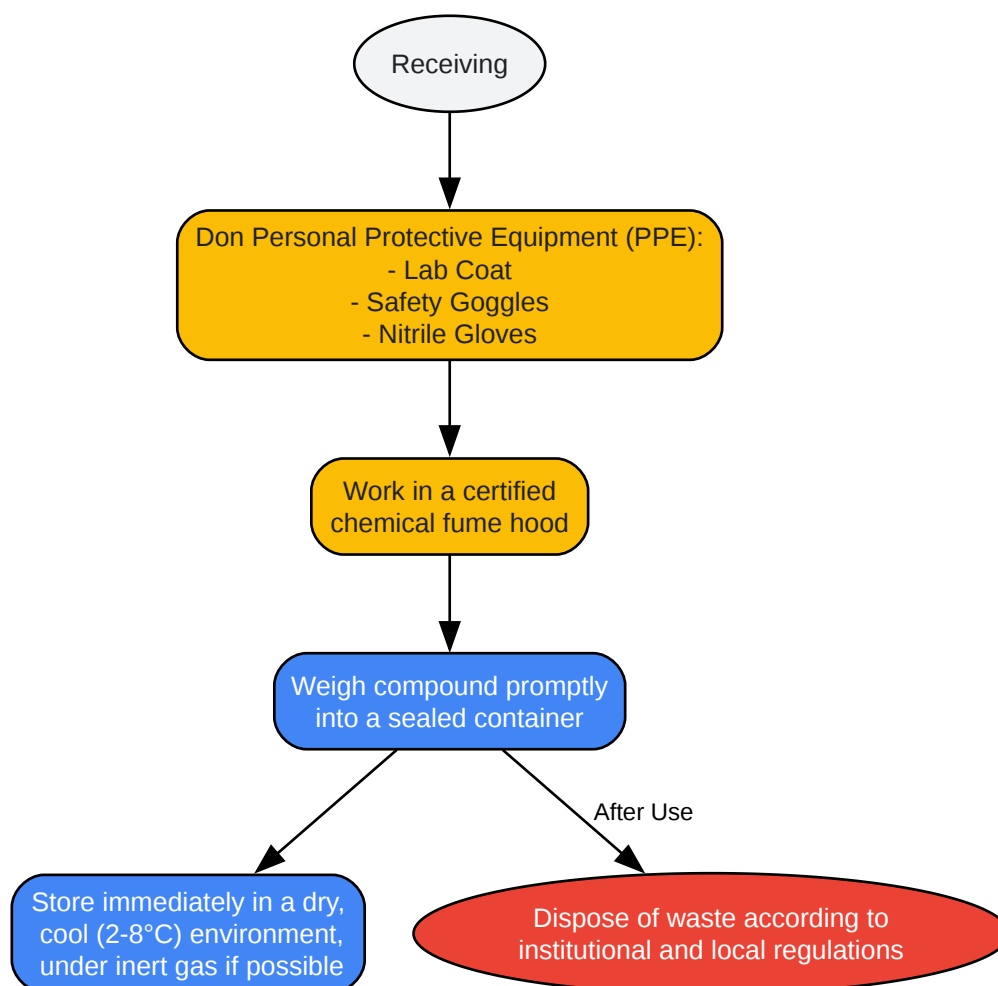 Receiving
Don Personal Protective Equipment (PPE):
- Lab Coat
- Safety Goggles
- Nitrile Gloves
Work in a certified
chemical fume hood
Weigh compound promptly
into a sealed container
After Use
Store immediately in a dry,
cool (2-8°C) environment,
under inert gas if possible
Dispose of waste according to
institutional and local regulations